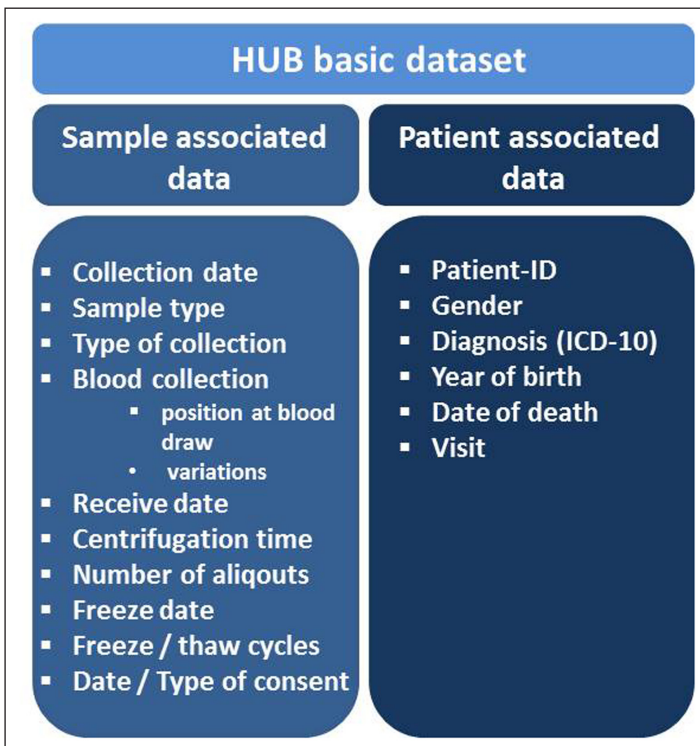 HUB basic dataset
Sample associated
data
Patient associated
data
▪ Collection date
▪ Sample type
▪ Type of collection
▪ Blood collection
▪ position at blood
draw
• variations
▪ Receive date
▪ Centrifugation time
▪ Number of aliqouts
▪ Freeze date
▪ Freeze / thaw cycles
▪ Date / Type of consent
▪ Patient-ID
▪ Gender
▪ Diagnosis (ICD-10)
▪ Year of birth
▪ Date of death
▪ Visit